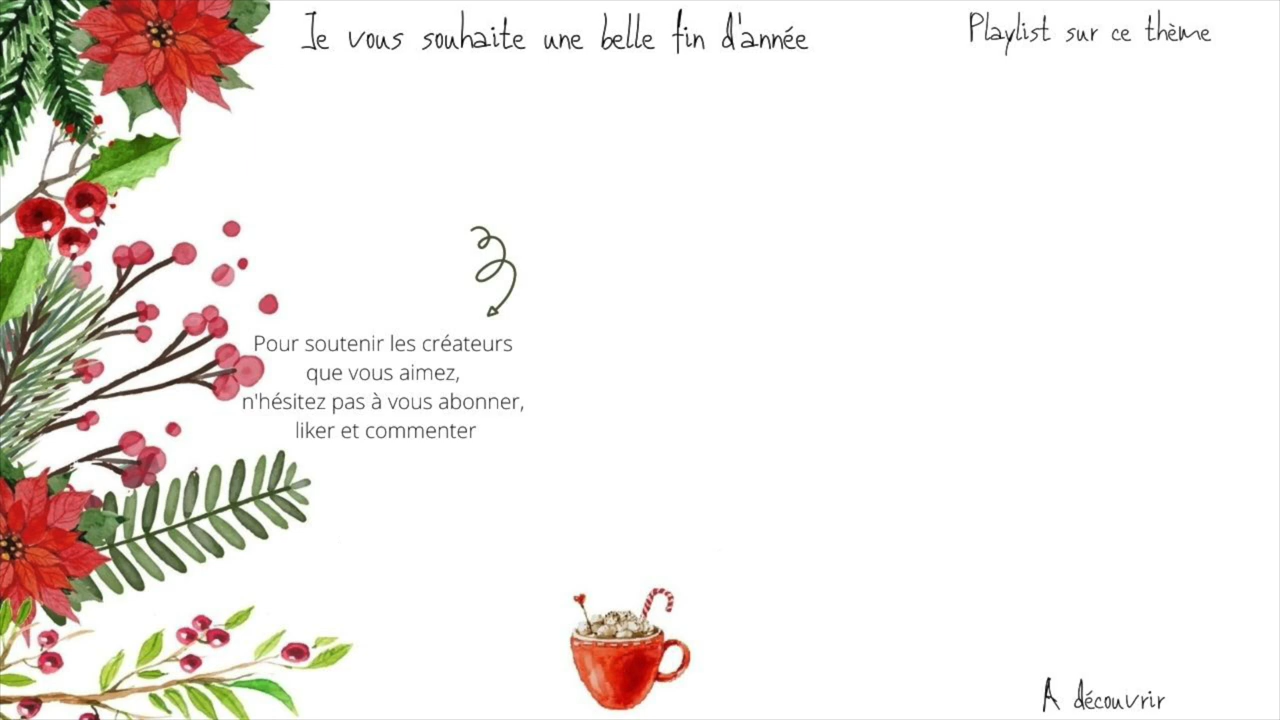 Je vous souhaite une belle fin d'année
Playlist sur ce thème
Pour soutenir les créateurs
que vous aimez,
n'hésitez pas à vous abonner,
liker et commenter
A découvrir